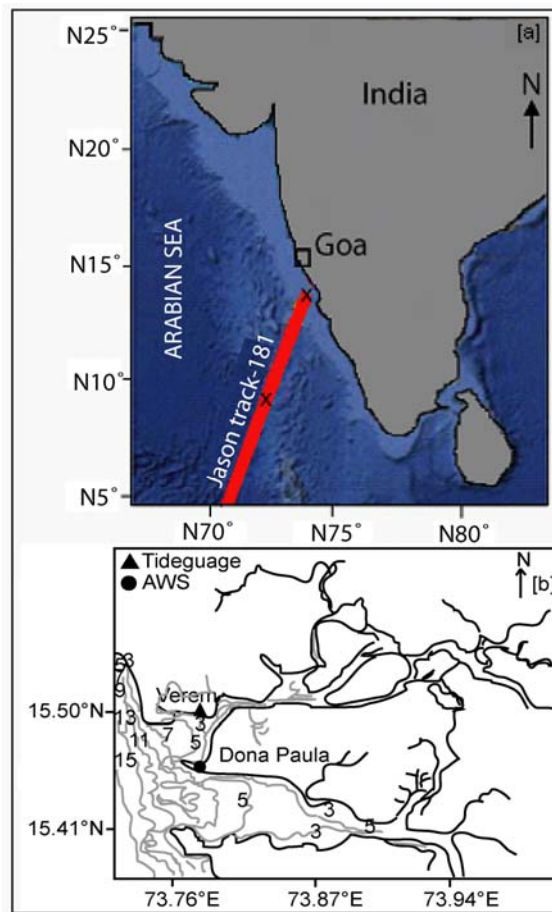 [a]
N25°
India
N
N20°
ARABIAN SEA
Goa
N15°
Jason track-181
x
N10°
x
N5°
N70° N75° N80°
▲ Tideguage
N
[b]
● AWS
3
5
9
Verem
15.50°N
13
7
3
11
5
15
Dona Paula
5
3
5
15.41°N
3
73.76°E 73.87°E 73.94°E